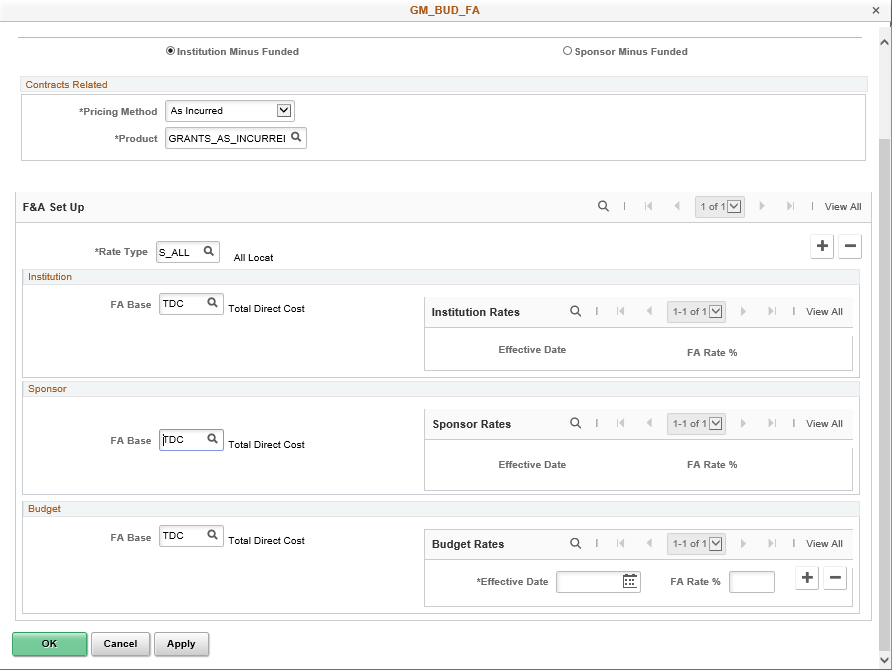 GM_BUD_FA
Institution Minus Funded Sponsor Minus Funded
Contracts Related
*Pricing Method As Incurred
*Product GRANTS_AS_INCURREI
F&A Set Up 1 of 1 View All
*Rate Type S_ALL All Locat
Institution
FA Base TDC Total Direct Cost
Institution Rates 1-1 of 1 View All
Effective Date FA Rate %
Sponsor
FA Base TDC Total Direct Cost
Sponsor Rates 1-1 of 1 View All
Effective Date FA Rate %
Budget
FA Base TDC Total Direct Cost
Budget Rates 1-1 of 1 View All
*Effective Date FA Rate %
OK Cancel Apply